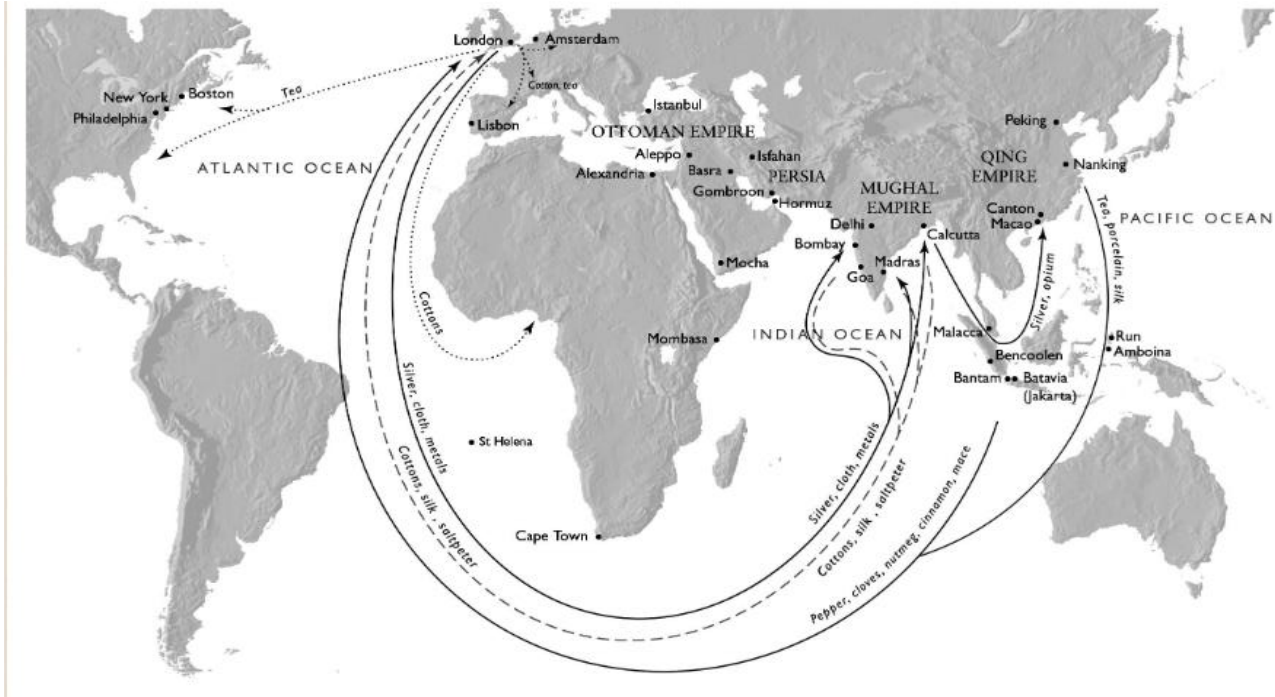 London
Amsterdam
Cotton, tea
Tea
New York
Boston
Philadelphia
Lisbon
Istanbul
OTTOMAN EMPIRE
Peking
ATLANTIC OCEAN
Aleppo
Isfahan
QING
EMPIRE
Nanking
Alexandria
Basra
PERSIA
Gombroon
Hormuz
MUGHAL
EMPIRE
Canton
Macao
PACIFIC OCEAN
Tea, porcelain, silk
Delhi
Calcutta
Bombay
Madras
Goa
Mocha
Silver, opium
Cottons
INDIAN OCEAN
Malacca
Mombasa
Run
Amboina
Bencoolen
Bantam
Batavia
(Jakarta)
Silver, cloth, metals
Cottons, silk, saltpeter
St Helena
Silver, cloth, metals
Cottons, silk, saltpeter
Pepper, cloves, nutmeg, cinnamon, mace
Cape Town